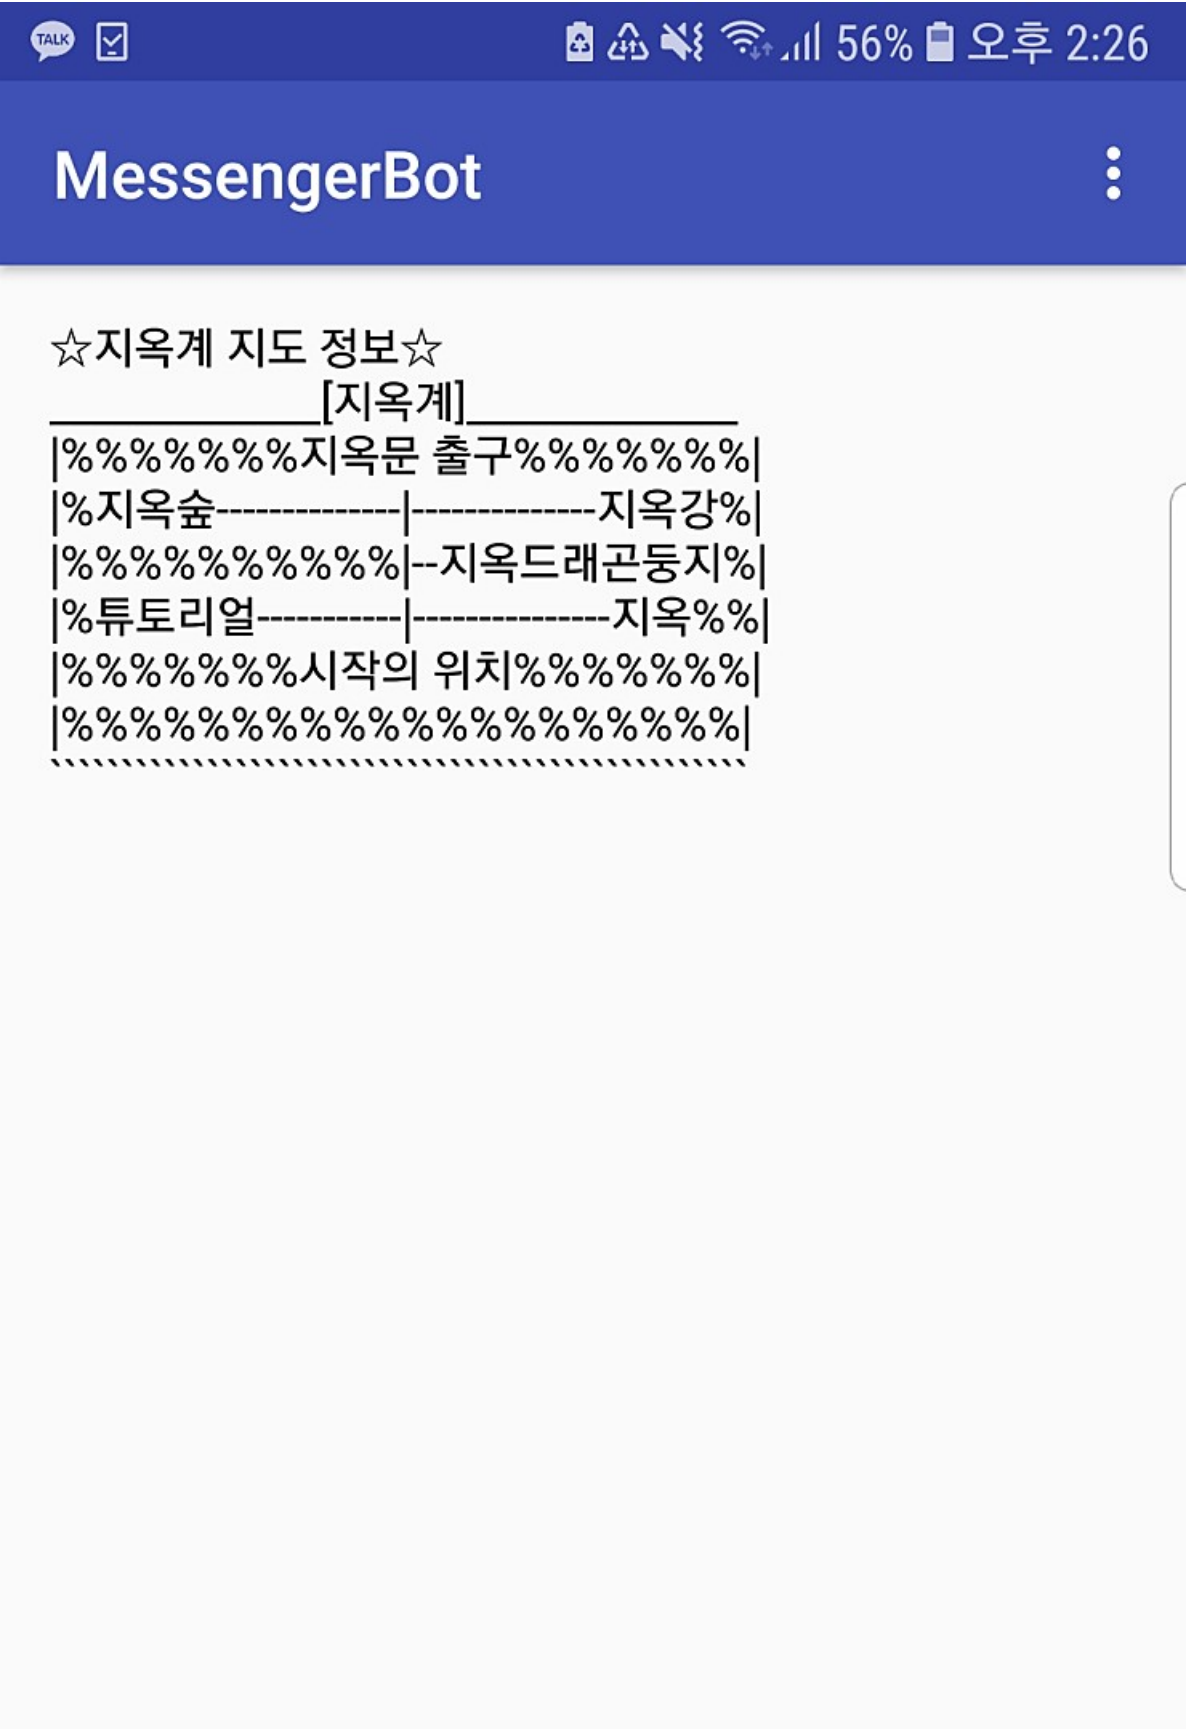 TALK 56% 오후 2:26
MessengerBot
☆지옥계 지도 정보☆
____________[지옥계]____________
|%%%%%%%지옥문 출구%%%%%%%|
|%지옥숲--------------|--------------지옥강%|
|%%%%%%%%%%|--지옥드래곤둥지%|
|%튜토리얼-----------|---------------지옥%%|
|%%%%%%%시작의 위치%%%%%%%|
|%%%%%%%%%%%%%%%%%%%%|
````````````````````````````````````````````````